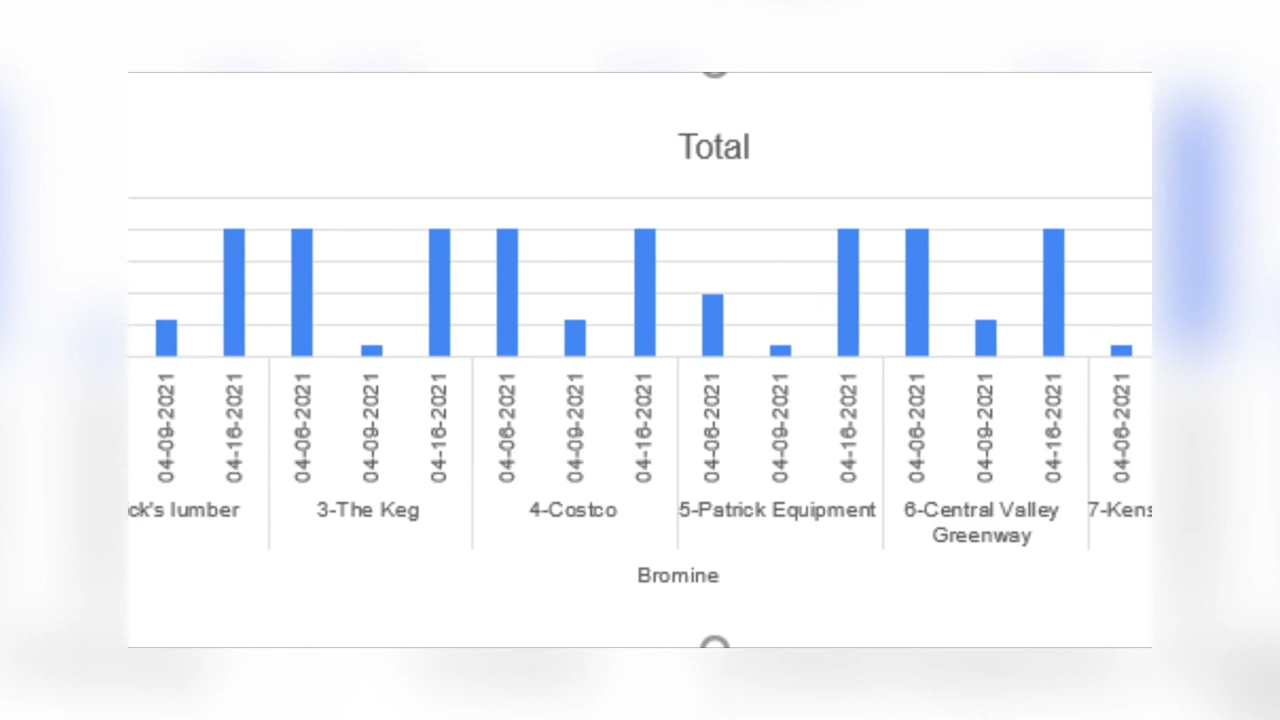 Total
04-09-2021
04-16-2021
04-06-2021
04-09-2021
04-16-2021
04-06-2021
04-09-2021
04-16-2021
04-06-2021
04-09-2021
04-16-2021
04-06-2021
04-09-2021
04-16-2021
04-06-2021
ck's lumber
3-The Keg
4-Costco
5-Patrick Equipment
6-Central Valley
Greenway
7-Kens
Bromine